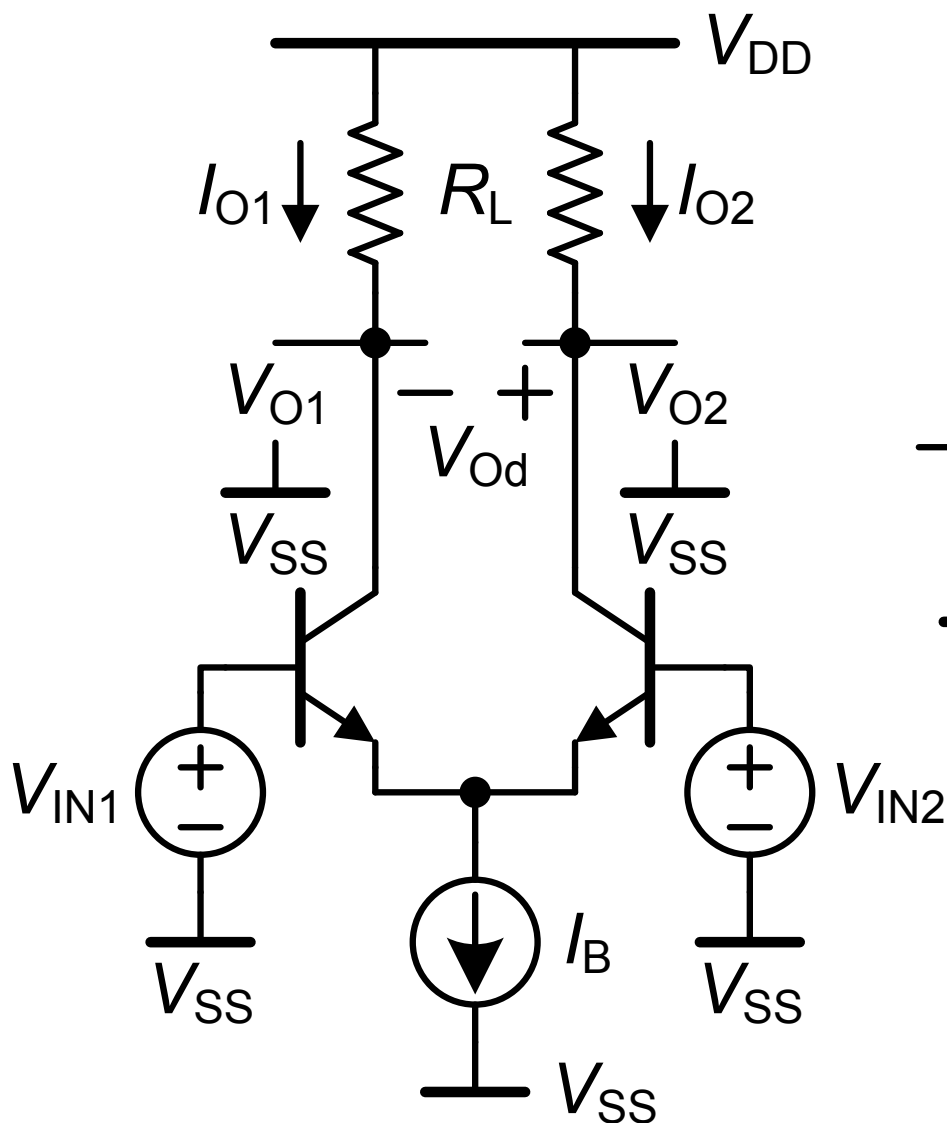 VDD
IO1 RL IO2
VO1 − + VO2
VOd
VSS VSS
VIN1 + − + − VIN2
IB
VSS VSS
VSS